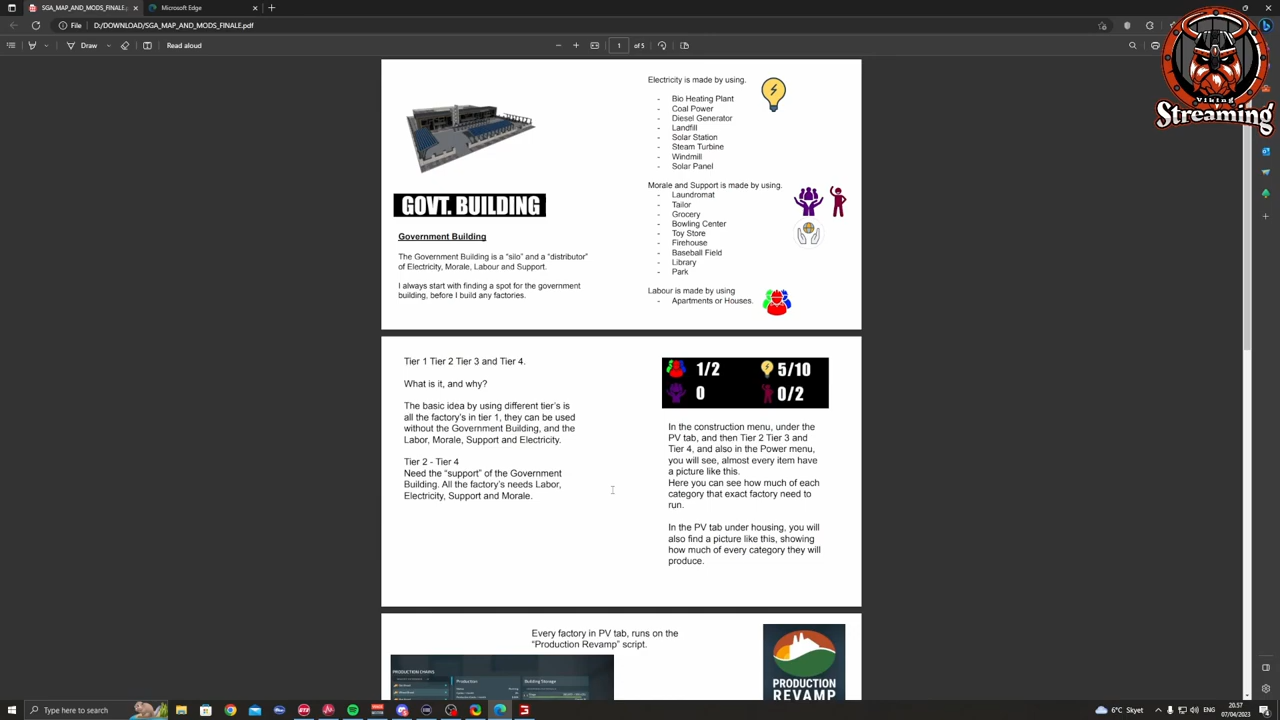 SGA_MAP_AND_MODS_FINALE.
Microsoft Edge
File
D:/DOWNLOAD/SGA_MAP_AND_MODS_FINALE.pdf
Draw
Read aloud
1 of 5
Viking
Streaming
GOVT. BUILDING
Government Building
The Government Building is a “silo” and a “distributor”
of Electricity, Morale, Labour and Support.
I always start with finding a spot for the government
building, before I build any factories.
Electricity is made by using.
- Bio Heating Plant
- Coal Power
- Diesel Generator
- Landfill
- Solar Station
- Steam Turbine
- Windmill
- Solar Panel
Morale and Support is made by using.
- Laundromat
- Tailor
- Grocery
- Bowling Center
- Toy Store
- Firehouse
- Baseball Field
- Library
- Park
Labour is made by using
- Apartments or Houses.
Tier 1 Tier 2 Tier 3 and Tier 4.
What is it, and why?
The basic idea by using different tier’s is
all the factory’s in tier 1, they can be used
without the Government Building, and the
Labor, Morale, Support and Electricity.
Tier 2 - Tier 4
Need the “support” of the Government
Building. All the factory’s needs Labor,
Electricity, Support and Morale.
1/2 5/10
0 0/2
In the construction menu, under the
PV tab, and then Tier 2 Tier 3 and
Tier 4, and also in the Power menu,
you will see, almost every item have
a picture like this.
Here you can see how much of each
category that exact factory need to
run.
In the PV tab under housing, you will
also find a picture like this, showing
how much of every category they will
produce.
Every factory in PV tab, runs on the
“Production Revamp” script.
PRODUCTION CHAINS
Production
Building Storage
PRODUCTION
REVAMP
Type here to search
6°C Skyet
ENG
20.57
07/04/2023